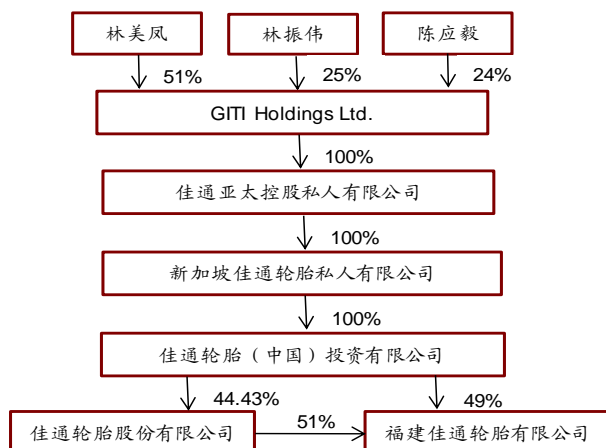 林美凤 林振伟 陈应毅
51% 25% 24%
GITI Holdings Ltd.
100%
佳通亚太控股私人有限公司
100%
新加坡佳通轮胎私人有限公司
100%
佳通轮胎（中国）投资有限公司
44.43% 49%
佳通轮胎股份有限公司 51% 福建佳通轮胎有限公司